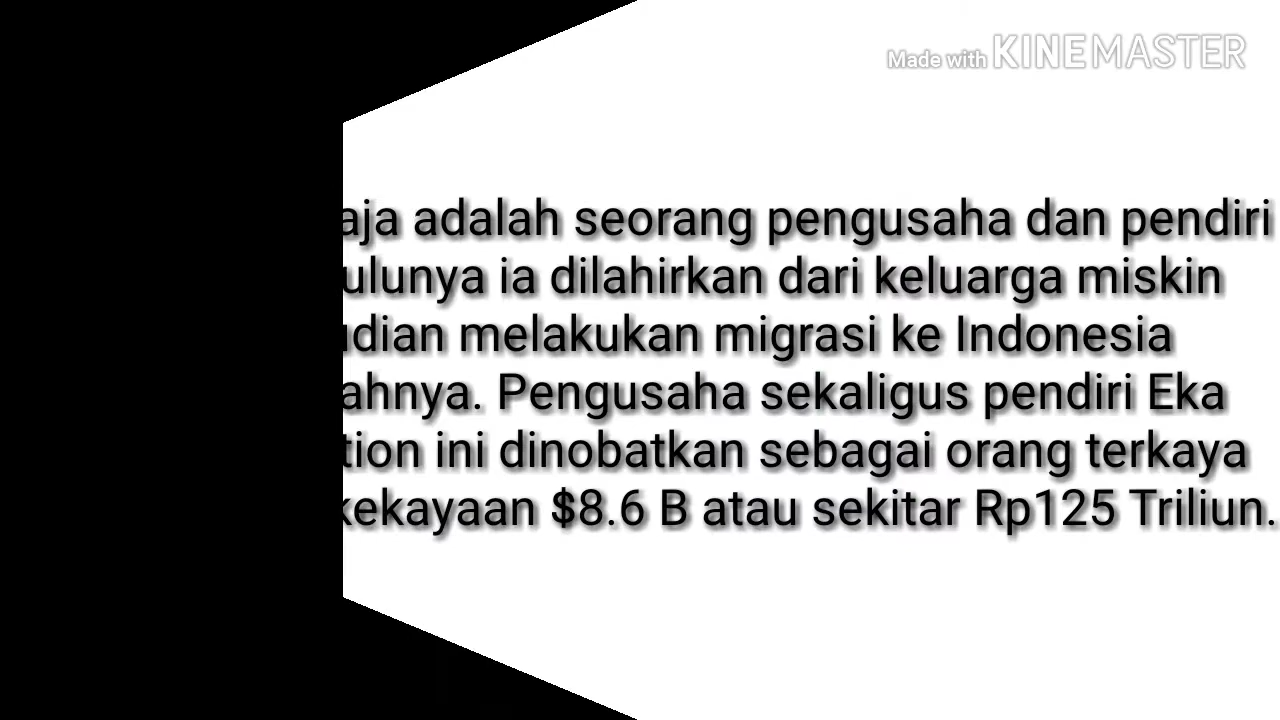 Made with KINEMASTER
aja adalah seorang pengusaha dan pendiri
ulunya ia dilahirkan dari keluarga miskin
udian melakukan migrasi ke Indonesia
ahnya. Pengusaha sekaligus pendiri Eka
tion ini dinobatkan sebagai orang terkaya
kekayaan $8.6 B atau sekitar Rp125 Triliun.